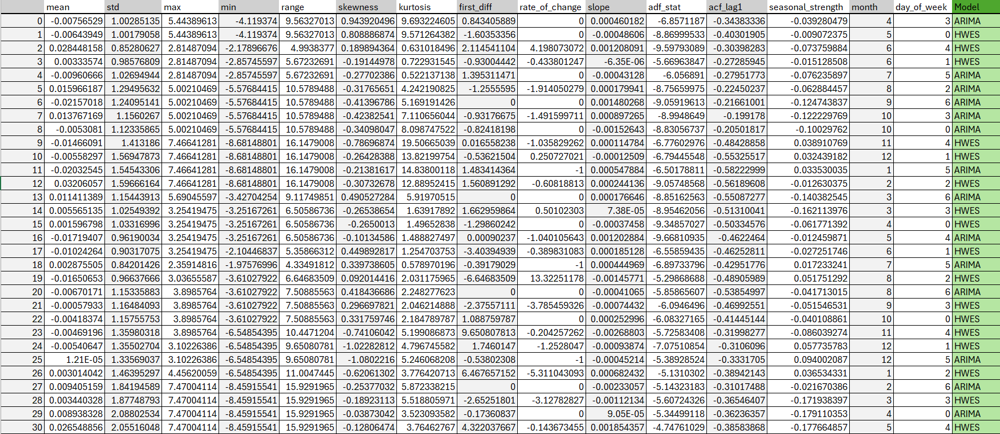 mean std max min range skewness kurtosis first_diff rate_of_change slope adf_stat acf_lag1 seasonal_strength month day_of_week Model
0 -0.00756529 1.00285135 5.44389613 -4.119374 9.56327013 0.943920496 9.693224605 0.843405889 0 0.000460182 -6.8571187 -0.34383336 -0.039280479 4 3 ARIMA
1 -0.00643949 1.00179058 5.44389613 -4.119374 9.56327013 0.808886874 9.571264382 -1.60353356 0 -0.00048606 -8.86999533 -0.40301905 -0.009072375 5 0 HWES
2 0.028448158 0.85280627 2.81487094 -2.17896676 4.9938377 0.189894364 0.631018496 2.114541104 4.198073072 0.001208091 -9.59793089 -0.30398283 -0.073759884 6 4 HWES
3 0.00333574 0.98576809 2.81487094 -2.85745597 5.67232691 -0.19144978 0.722931545 -0.93004442 -0.433801247 -6.35E-06 -5.66963847 -0.27285945 -0.015128508 6 1 HWES
4 -0.00960666 1.02694944 2.81487094 -2.85745597 5.67232691 -0.27702386 0.522137138 1.395311471 0 -0.00043128 -6.056891 -0.27951773 -0.076235897 7 5 ARIMA
5 0.015966187 1.29495632 5.00210469 -5.57684415 10.5789488 -0.31765651 4.242190825 -1.2555595 -1.914050279 0.000179941 -8.75659975 -0.22450237 -0.062884457 8 2 ARIMA
6 -0.02157018 1.24095141 5.00210469 -5.57684415 10.5789488 -0.41396786 5.169191426 0 0 0.001480268 -9.05919613 -0.21661001 -0.124743837 9 6 ARIMA
7 0.013767169 1.1560267 5.00210469 -5.57684415 10.5789488 -0.42382541 7.110656044 -0.93176675 -1.491599711 0.000897265 -8.9948649 -0.199178 -0.122229769 10 3 ARIMA
8 -0.0053081 1.12335865 5.00210469 -5.57684415 10.5789488 -0.34098047 8.098747522 -0.82418198 0 -0.00152643 -8.83056737 -0.20501817 -0.10029762 10 0 ARIMA
9 -0.01466091 1.413186 7.46641281 -8.68148801 16.1479008 -0.78696874 19.50665039 0.016558238 -1.035829262 0.000114784 -6.77602976 -0.48428858 0.038910769 11 4 HWES
10 -0.00558297 1.56947873 7.46641281 -8.68148801 16.1479008 -0.26428388 13.82199754 -0.53621504 0.250727021 -0.00012509 -6.79445548 -0.55325517 0.032439182 12 1 HWES
11 -0.02032545 1.54543306 7.46641281 -8.68148801 16.1479008 -0.21381617 14.83800118 1.483414364 -1 0.000547884 -6.50178811 -0.58222999 0.033530035 1 5 ARIMA
12 0.03206057 1.59666164 7.46641281 -8.68148801 16.1479008 -0.30732678 12.88952415 1.560891292 -0.60818813 0.000244136 -9.05748568 -0.56189608 -0.012630375 2 2 HWES
13 0.011411389 1.15443913 5.69045597 -3.42704254 9.11749851 0.490527284 5.91970515 0 0 0.000176646 -8.85162563 -0.55087277 -0.140382545 3 6 ARIMA
14 0.005565135 1.02549392 3.25419475 -3.25167261 6.50586736 -0.26538654 1.63917892 1.662959864 0.50102303 7.38E-05 -8.95462056 -0.51310041 -0.162113976 3 3 HWES
15 0.001596798 1.03316996 3.25419475 -3.25167261 6.50586736 -0.2650013 1.49652838 -1.29860242 0 -0.00037458 -9.34857027 -0.50334576 -0.061771392 4 0 HWES
16 -0.01719407 0.96190034 3.25419475 -3.25167261 6.50586736 -0.10134586 1.488827497 0.00090237 -1.040105643 0.001202884 -9.66810935 -0.4622464 -0.012459871 5 4 ARIMA
17 -0.01024264 0.90317075 3.25419475 -2.10446837 5.35866312 0.449892817 1.254703753 -3.40394939 -0.389831083 0.000185128 -6.55859435 -0.46252811 -0.027251746 6 1 HWES
18 0.002875505 0.84201426 2.35914816 -1.97576996 4.33491812 0.339738605 0.578970196 -0.39179029 -1 0.000444969 -6.89733796 -0.42951776 0.017233241 7 5 ARIMA
19 -0.01650653 0.96637666 3.03655587 -3.61027922 6.64683509 0.092014416 2.031175965 -6.64683509 13.32251178 -0.00145771 -5.29868688 -0.48905989 0.051751292 8 2 HWES
20 -0.00670171 1.15335883 3.8985764 -3.61027922 7.50885563 0.418436686 2.248277623 0 0 -0.00041065 -5.85865607 -0.53854997 -0.041713015 8 6 ARIMA
21 -0.00057933 1.16484093 3.8985764 -3.61027922 7.50885563 0.296697821 2.046214888 -2.37557111 -3.785459326 -0.00074432 -6.0946496 -0.46992551 -0.051546531 9 3 HWES
22 -0.00418374 1.15755753 3.8985764 -3.61027922 7.50885563 0.331759746 2.184789787 1.088759787 0 0.000252996 -6.08327165 -0.41445144 -0.040108861 10 0 HWES
23 -0.00469196 1.35980318 3.8985764 -6.54854395 10.4471204 -0.74106042 5.199086873 9.650807813 -0.204257262 -0.00268803 -5.72583408 -0.31998277 -0.086039274 11 4 HWES
24 -0.00540647 1.35502704 3.10226386 -6.54854395 9.65080781 -1.02282812 4.796745582 1.7460147 -1.2528047 -0.00093874 -7.07510854 -0.3106096 0.057735783 12 1 HWES
25 1.21E-05 1.33569037 3.10226386 -6.54854395 9.65080781 -1.0802216 5.246068208 -0.53802308 -1 -0.00045214 -5.38928524 -0.3331705 0.094002087 12 5 ARIMA
26 0.003014042 1.46395297 4.45620059 -6.54854395 11.0047445 -0.62061302 3.776420713 6.467657152 -5.311043093 0.000682432 -5.1310302 -0.38942143 0.036534331 1 2 HWES
27 0.009405159 1.84194589 7.47004114 -8.45915541 15.9291965 -0.25377032 5.872338215 0 0 -0.00233057 -5.14323183 -0.31017488 -0.021670386 2 6 ARIMA
28 0.003440328 1.87748793 7.47004114 -8.45915541 15.9291965 -0.18923113 5.518805971 -2.65251801 -3.12782827 -0.00112134 -5.60724326 -0.36546407 -0.171938397 3 3 HWES
29 0.008938328 2.08802534 7.47004114 -8.45915541 15.9291965 -0.03873042 3.523093582 -0.17360837 0 9.05E-05 -5.34499118 -0.36236357 -0.179110353 4 0 ARIMA
30 0.026548856 2.05516048 7.47004114 -8.45915541 15.9291965 -0.12806474 3.76462767 4.322037667 -0.143673455 0.001854357 -4.74761029 -0.38583868 -0.177664857 5 4 HWES